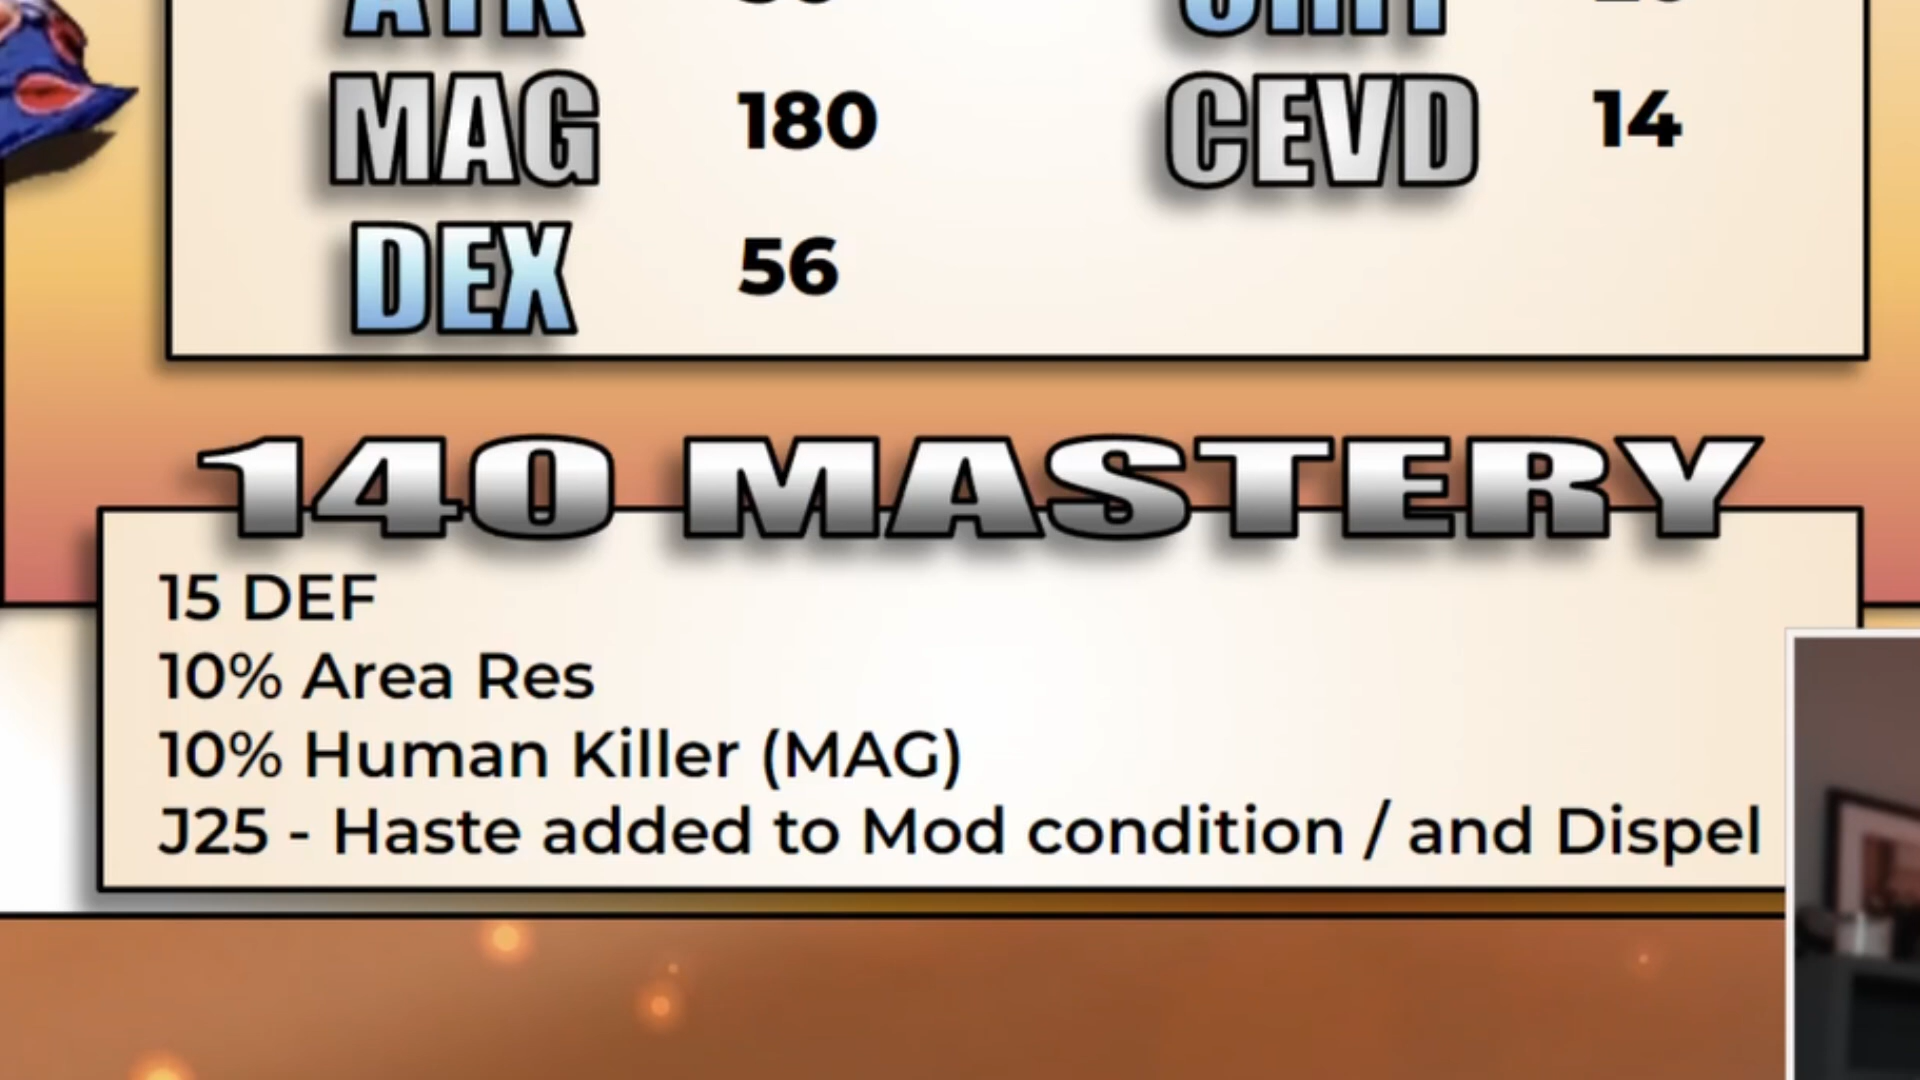 ATK
MAG 180 CEVD 14
DEX 56
140 MASTERY
15 DEF
10% Area Res
10% Human Killer (MAG)
J25 - Haste added to Mod condition / and Dispel